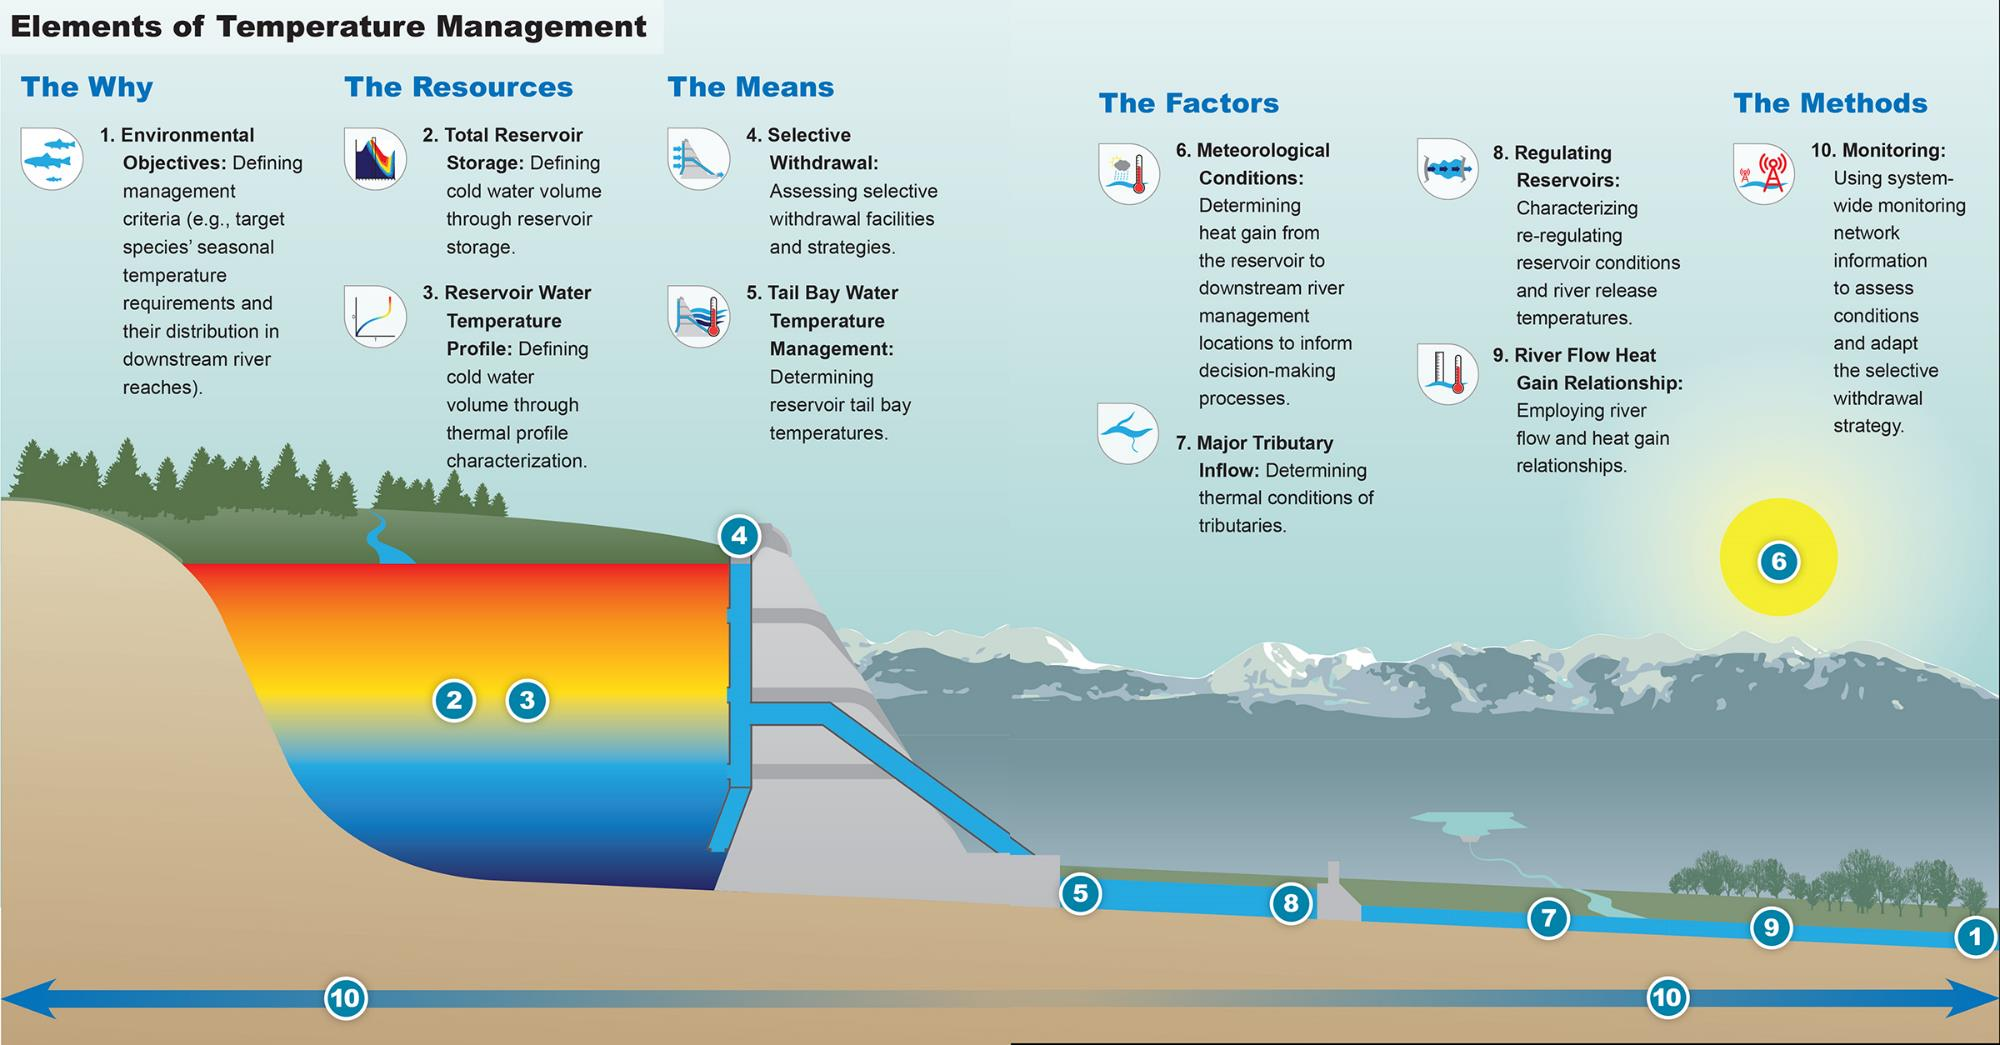 Elements of Temperature Management
The Why
1. Environmental
Objectives: Defining
management
criteria (e.g., target
species’ seasonal
temperature
requirements and
their distribution in
downstream river
reaches).
The Resources
2. Total Reservoir
Storage: Defining
cold water volume
through reservoir
storage.
3. Reservoir Water
Temperature
Profile: Defining
cold water
volume through
thermal profile
characterization.
The Means
4. Selective
Withdrawal:
Assessing selective
withdrawal facilities
and strategies.
5. Tail Bay Water
Temperature
Management:
Determining
reservoir tail bay
temperatures.
The Factors
6. Meteorological
Conditions:
Determining
heat gain from
the reservoir to
downstream river
management
locations to inform
decision-making
processes.
7. Major Tributary
Inflow: Determining
thermal conditions of
tributaries.
8. Regulating
Reservoirs:
Characterizing
re-regulating
reservoir conditions
and river release
temperatures.
9. River Flow Heat
Gain Relationship:
Employing river
flow and heat gain
relationships.
The Methods
10. Monitoring:
Using system-
wide monitoring
network
information
to assess
conditions
and adapt
the selective
withdrawal
strategy.
4
6
2 3
5
8
7
9
1
10
10